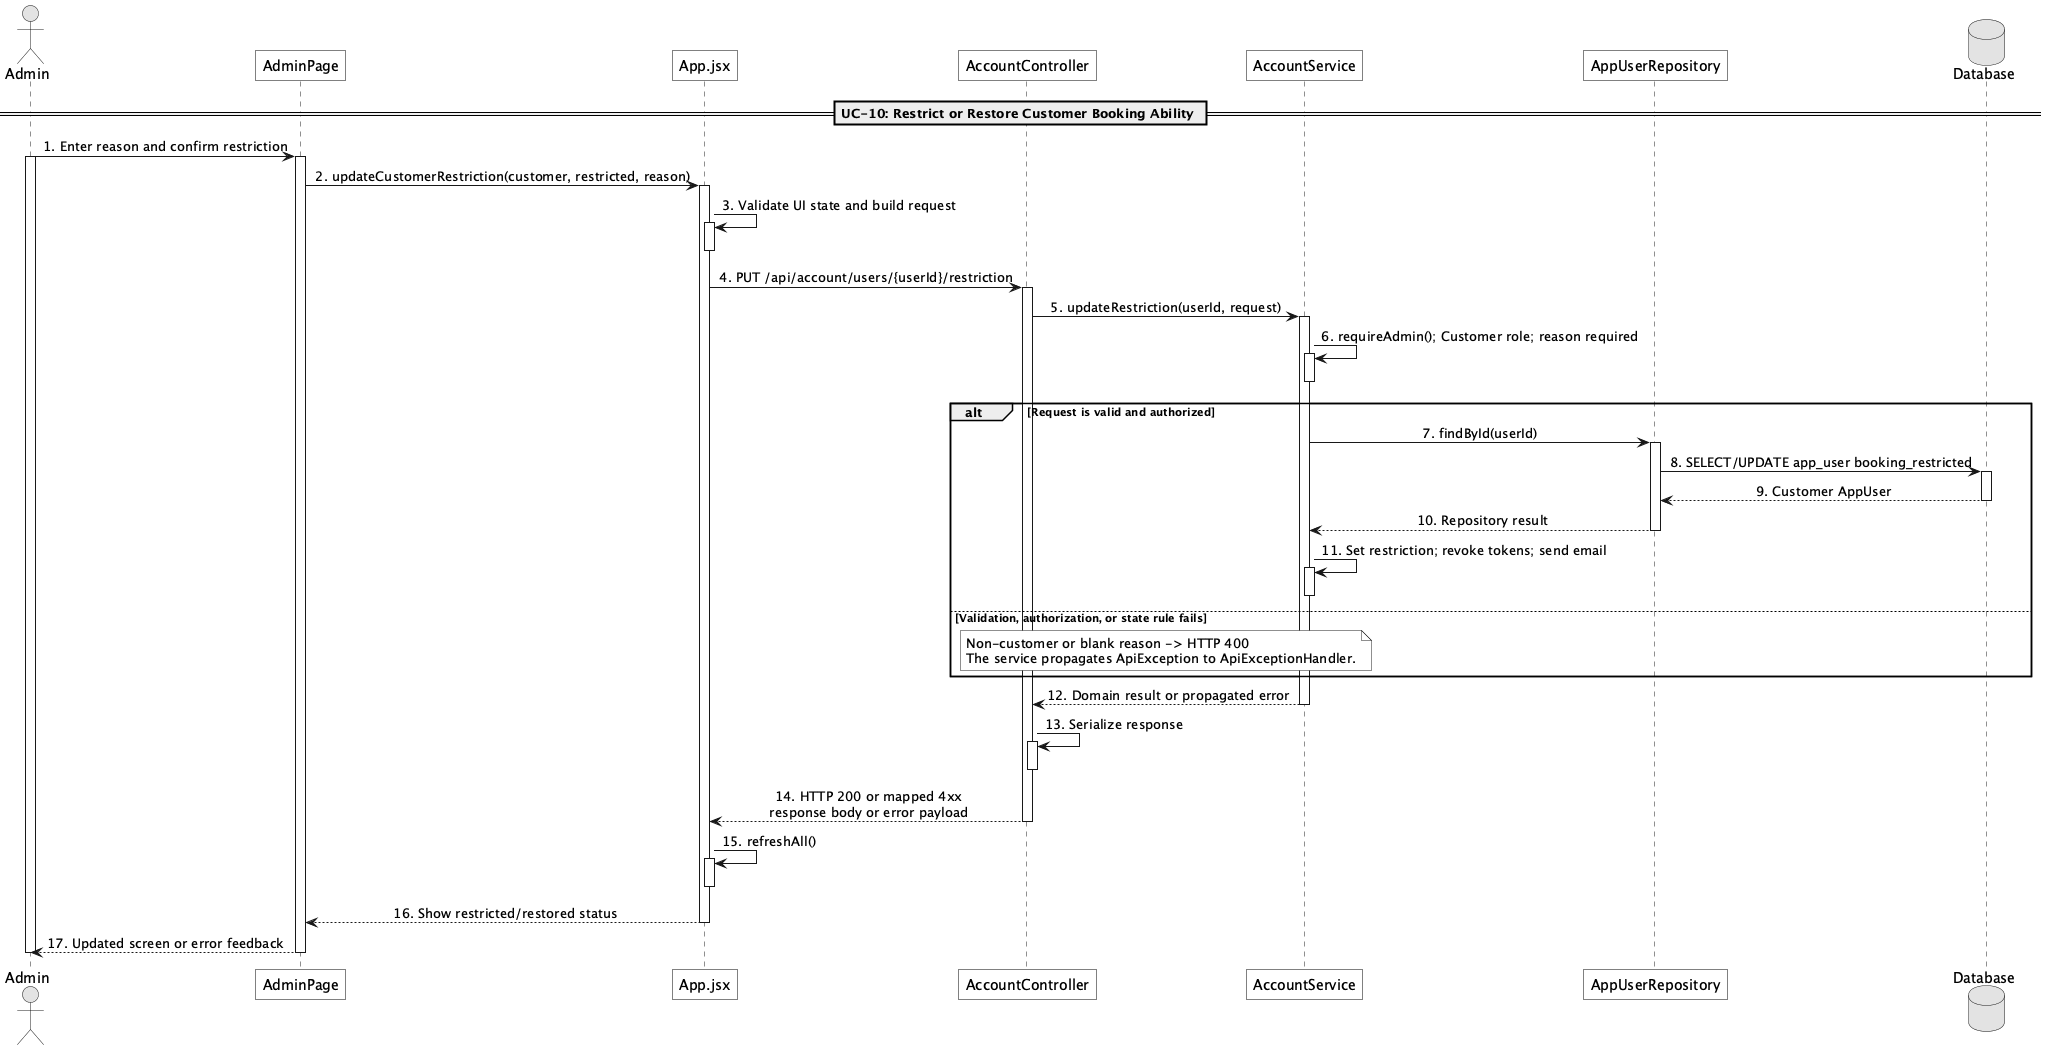 Admin
AdminPage
App.jsx
AccountController
AccountService
AppUserRepository
Database
UC-10: Restrict or Restore Customer Booking Ability
1. Enter reason and confirm restriction
2. updateCustomerRestriction(customer, restricted, reason)
3. Validate UI state and build request
4. PUT /api/account/users/{userId}/restriction
5. updateRestriction(userId, request)
6. requireAdmin(); Customer role; reason required
alt [Request is valid and authorized]
7. findById(userId)
8. SELECT/UPDATE app_user booking_restricted
9. Customer AppUser
10. Repository result
11. Set restriction; revoke tokens; send email
[Validation, authorization, or state rule fails]
Non-customer or blank reason -> HTTP 400
The service propagates ApiException to ApiExceptionHandler.
12. Domain result or propagated error
13. Serialize response
14. HTTP 200 or mapped 4xx
response body or error payload
15. refreshAll()
16. Show restricted/restored status
17. Updated screen or error feedback
Admin
AdminPage
App.jsx
AccountController
AccountService
AppUserRepository
Database